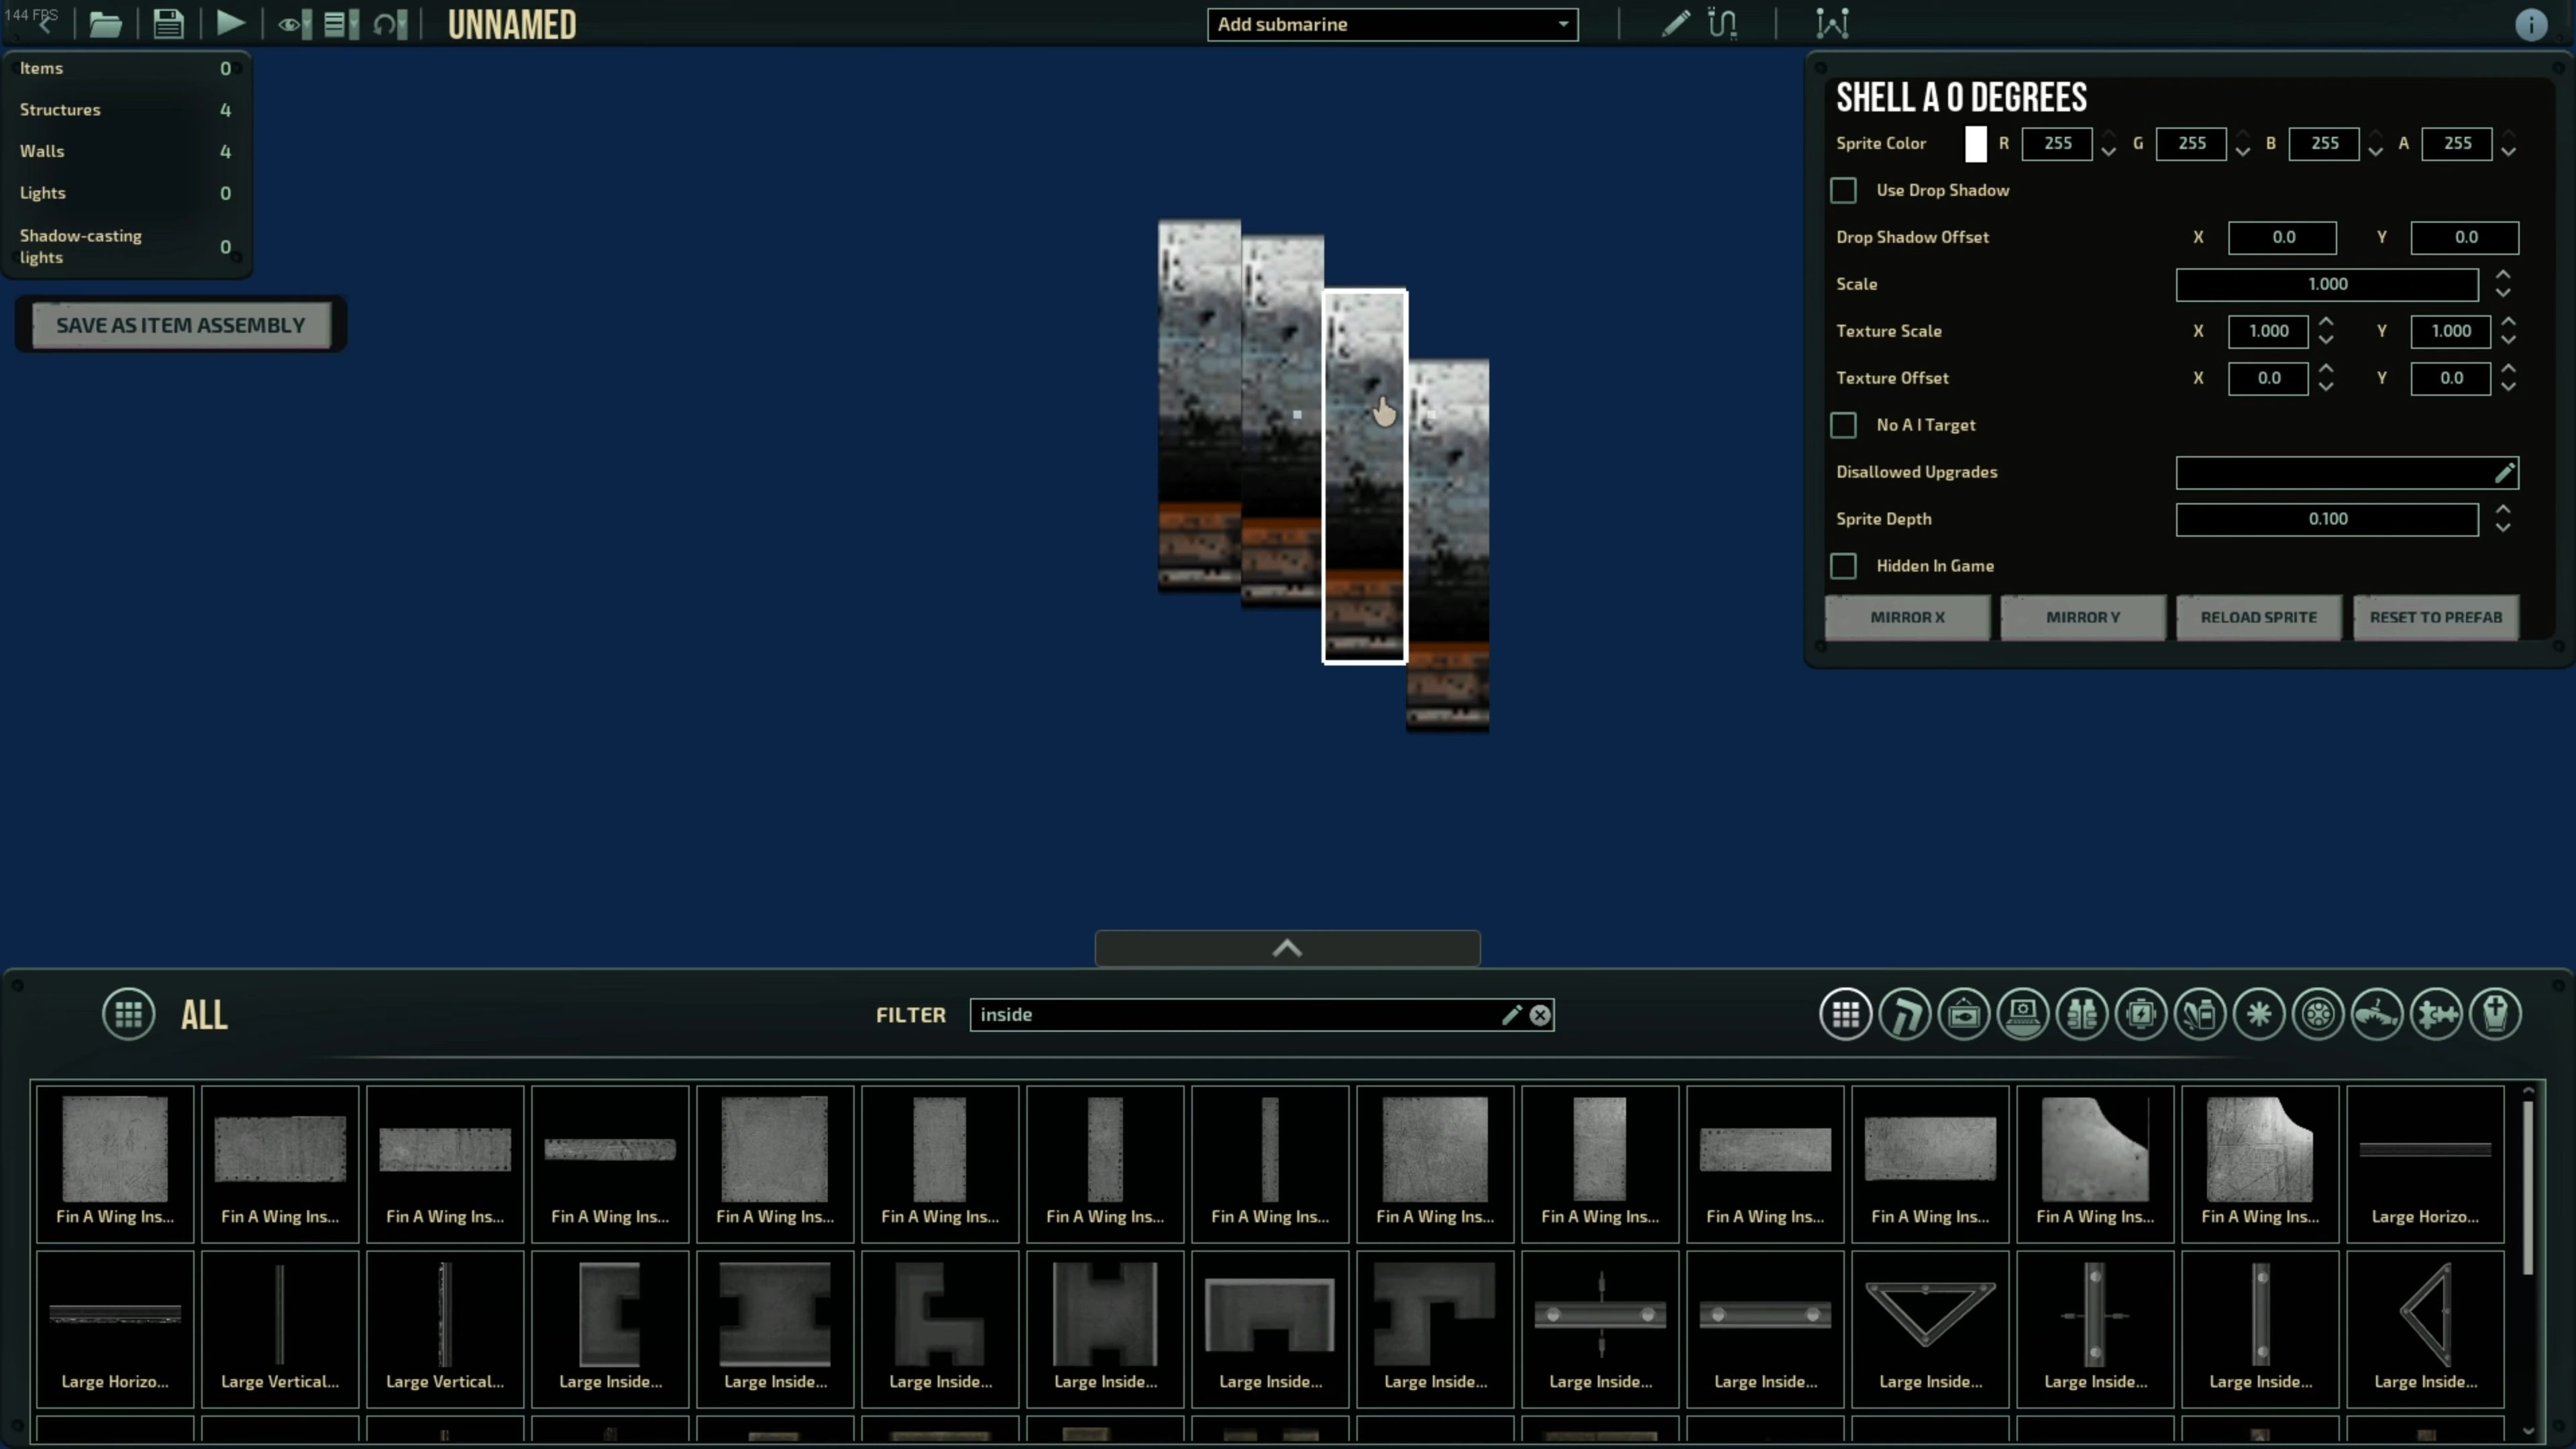 144 FPS
UNNAMED
Add submarine
Items 0
Structures 4
Walls 4
Lights 0
Shadow-casting
lights 0
SAVE AS ITEM ASSEMBLY
SHELL A 0 DEGREES
Sprite Color R 255 G 255 B 255 A 255
Use Drop Shadow
Drop Shadow Offset X 0.0 Y 0.0
Scale 1.000
Texture Scale X 1.000 Y 1.000
Texture Offset X 0.0 Y 0.0
No A I Target
Disallowed Upgrades
Sprite Depth 0.100
Hidden In Game
MIRROR X MIRROR Y RELOAD SPRITE RESET TO PREFAB
ALL FILTER inside
Fin A Wing Ins... Fin A Wing Ins... Fin A Wing Ins... Fin A Wing Ins... Fin A Wing Ins... Fin A Wing Ins... Fin A Wing Ins... Fin A Wing Ins... Fin A Wing Ins... Fin A Wing Ins... Fin A Wing Ins... Fin A Wing Ins... Fin A Wing Ins... Fin A Wing Ins... Large Horizo...
Large Horizo... Large Vertical... Large Vertical... Large Inside... Large Inside... Large Inside... Large Inside... Large Inside... Large Inside... Large Inside... Large Inside... Large Inside... Large Inside... Large Inside... Large Inside...